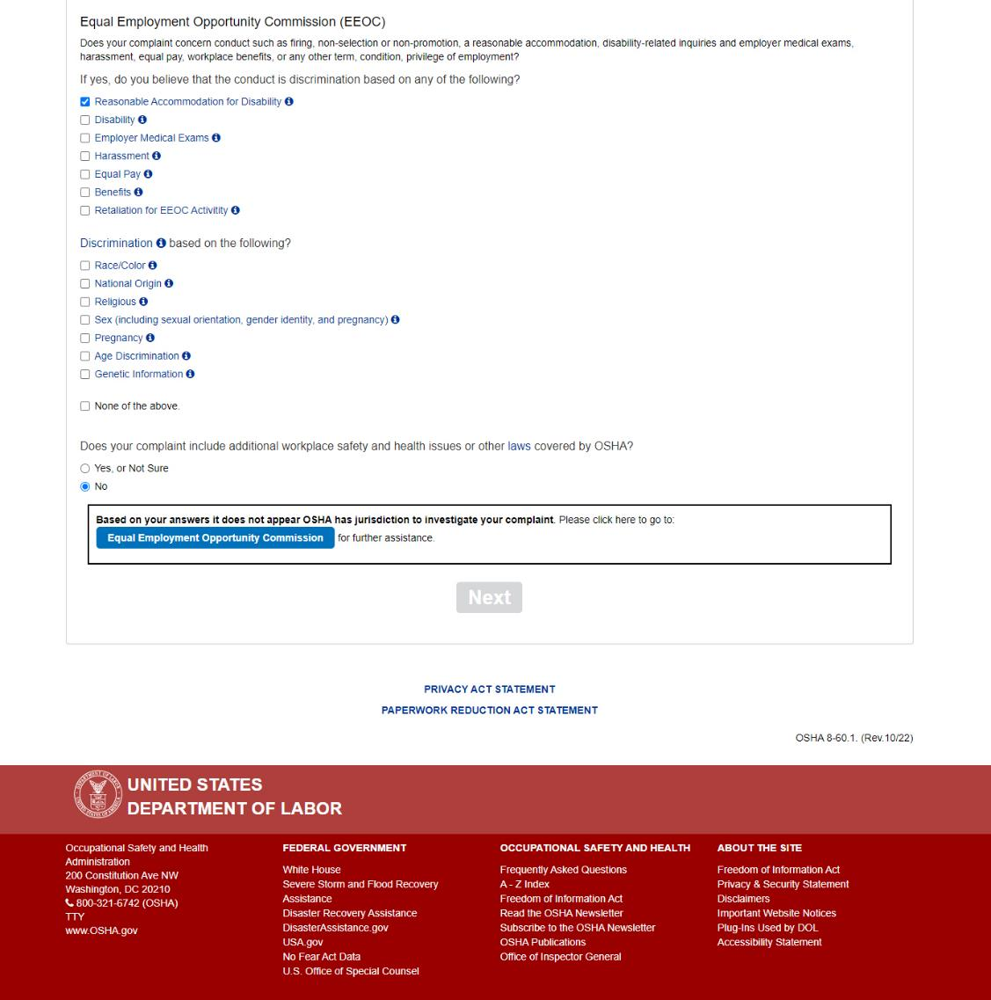 Equal Employment Opportunity Commission (EEOC)
Does your complaint concern conduct such as firing, non-selection or non-promotion, a reasonable accommodation, disability-related inquiries and employer medical exams,
harassment, equal pay, workplace benefits, or any other term, condition, privilege of employment?
If yes, do you believe that the conduct is discrimination based on any of the following?
Reasonable Accommodation for Disability
Disability
Employer Medical Exams
Harassment
Equal Pay
Benefits
Retaliation for EEOC Activitity
Discrimination based on the following?
Race/Color
National Origin
Religious
Sex (including sexual orientation, gender identity, and pregnancy)
Pregnancy
Age Discrimination
Genetic Information
None of the above.
Does your complaint include additional workplace safety and health issues or other laws covered by OSHA?
Yes, or Not Sure
No
Based on your answers it does not appear OSHA has jurisdiction to investigate your complaint. Please click here to go to:
Equal Employment Opportunity Commission for further assistance.
Next
PRIVACY ACT STATEMENT
PAPERWORK REDUCTION ACT STATEMENT
OSHA 8-60.1. (Rev.10/22)
UNITED STATES
DEPARTMENT OF LABOR
Occupational Safety and Health
Administration
200 Constitution Ave NW
Washington, DC 20210
800-321-6742 (OSHA)
TTY
www.OSHA.gov
FEDERAL GOVERNMENT
White House
Severe Storm and Flood Recovery
Assistance
Disaster Recovery Assistance
DisasterAssistance.gov
USA.gov
No Fear Act Data
U.S. Office of Special Counsel
OCCUPATIONAL SAFETY AND HEALTH
Frequently Asked Questions
A - Z Index
Freedom of Information Act
Read the OSHA Newsletter
Subscribe to the OSHA Newsletter
OSHA Publications
Office of Inspector General
ABOUT THE SITE
Freedom of Information Act
Privacy & Security Statement
Disclaimers
Important Website Notices
Plug-Ins Used by DOL
Accessibility Statement